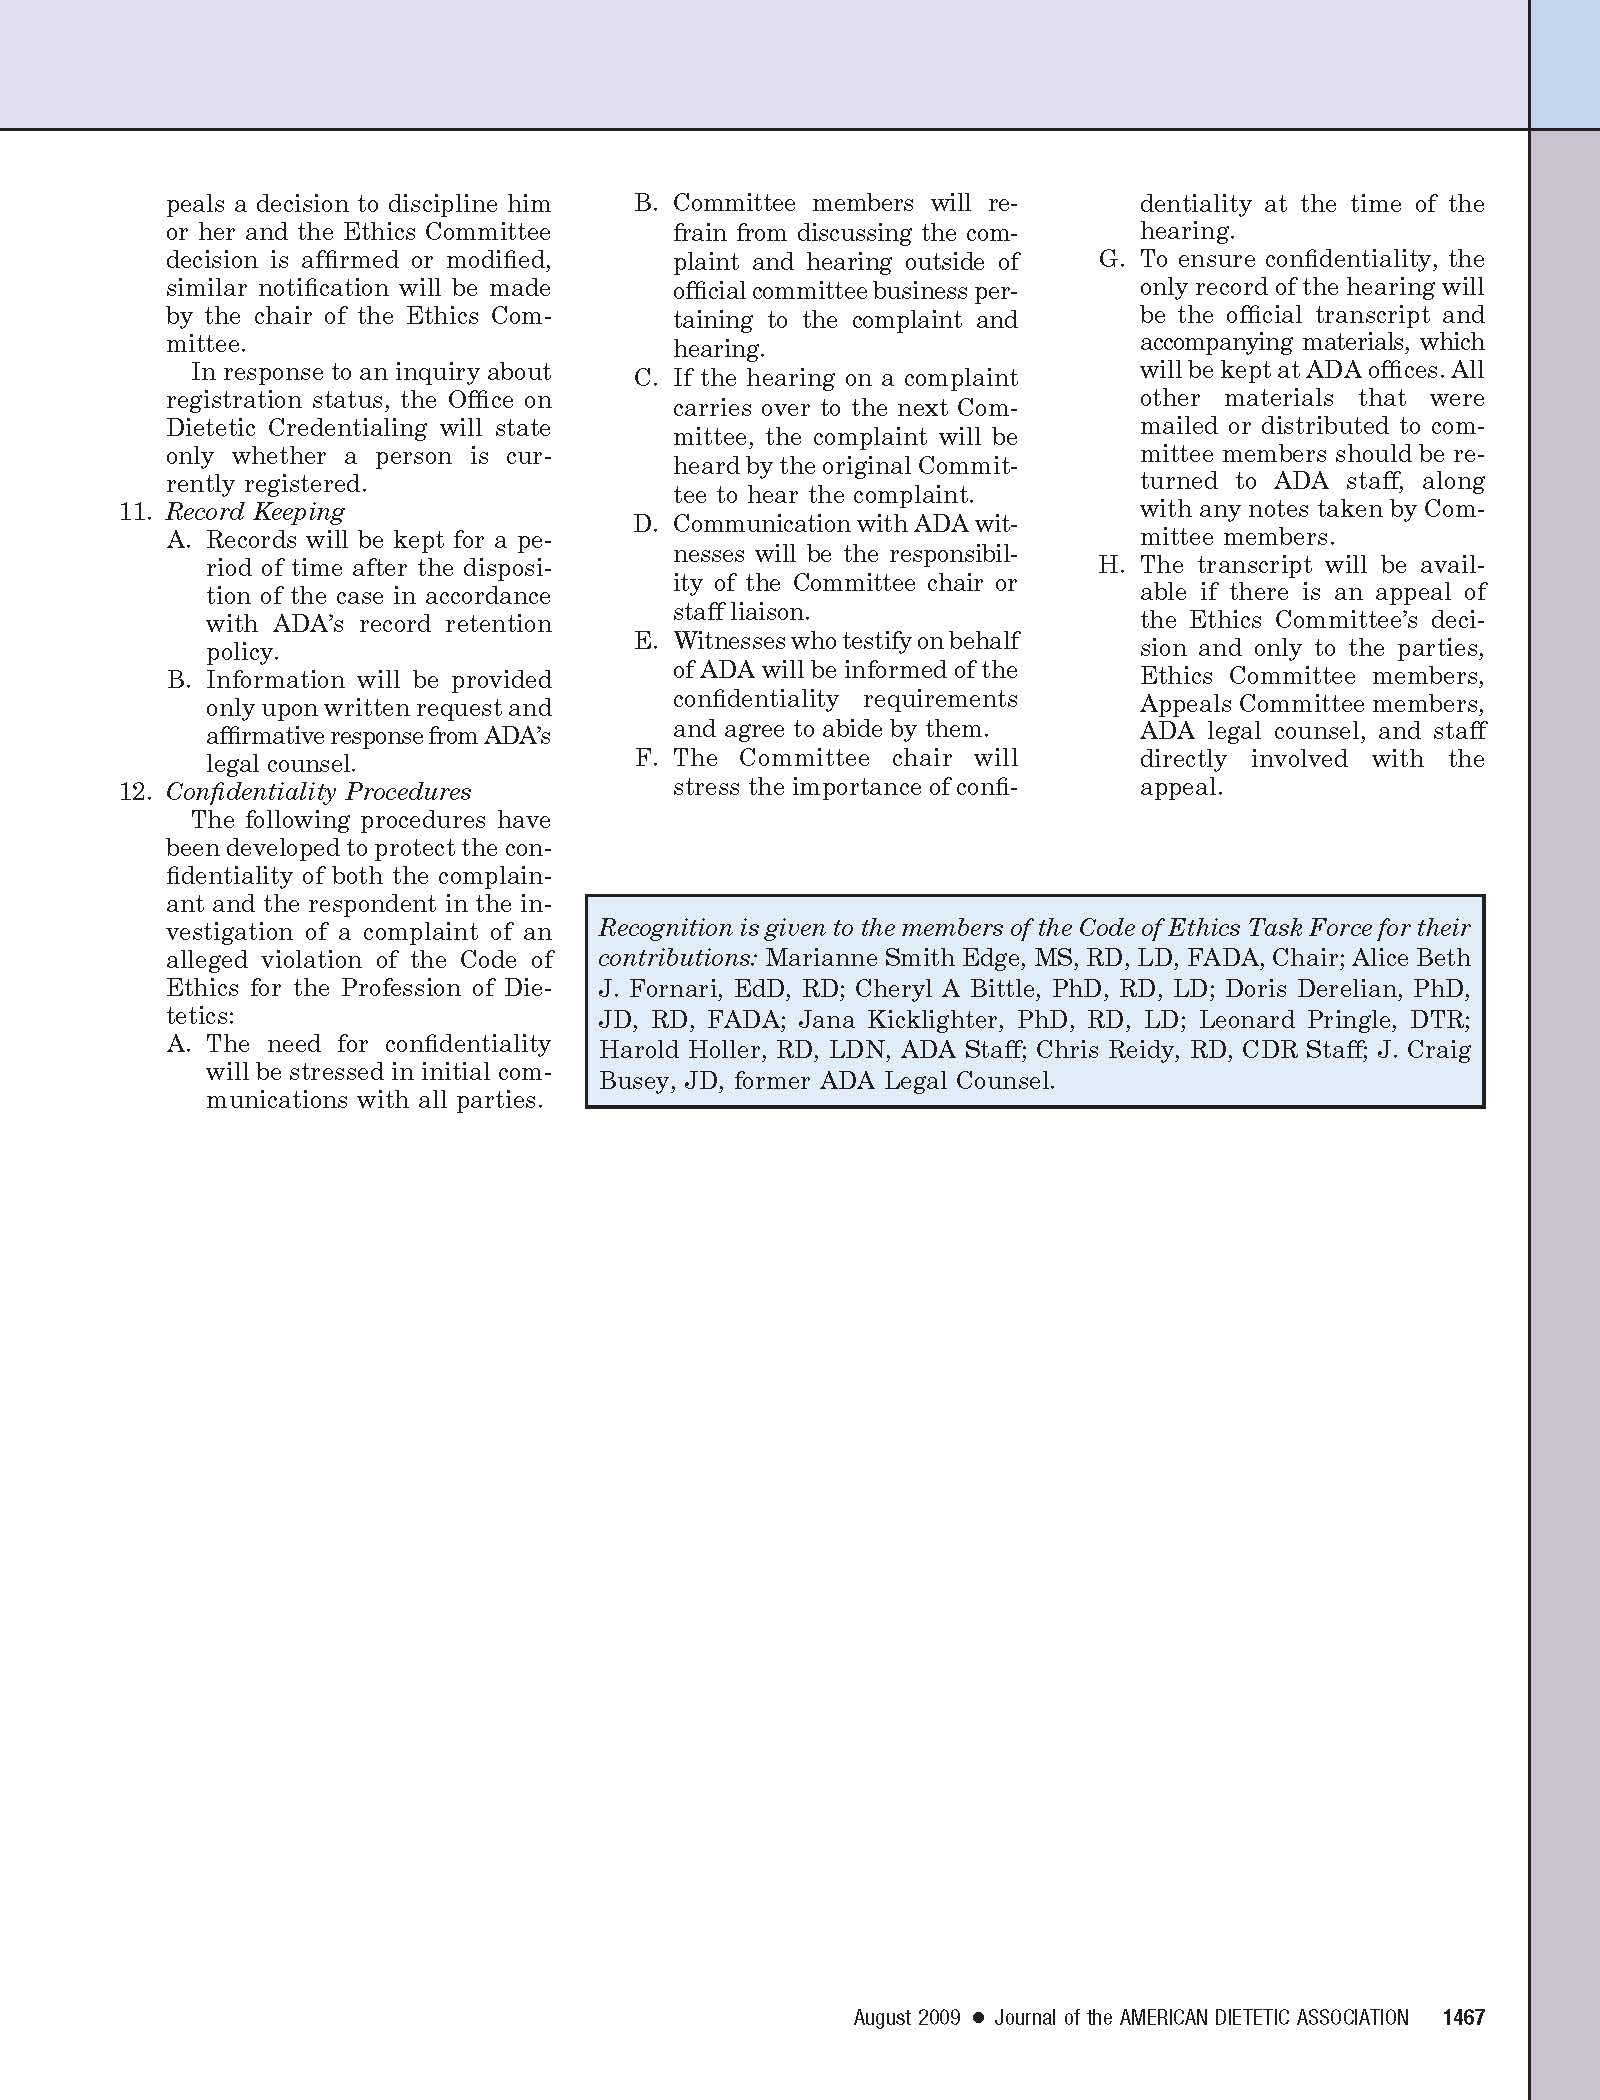 peals a decision to discipline him
or her and the Ethics Committee
decision is affirmed or modified,
similar notification will be made
by the chair of the Ethics Com-
mittee.
In response to an inquiry about
registration status, the Office on
Dietetic Credentialing will state
only whether a person is cur-
rently registered.
11. Record Keeping
A. Records will be kept for a pe-
riod of time after the disposi-
tion of the case in accordance
with ADA’s record retention
policy.
B. Information will be provided
only upon written request and
affirmative response from ADA’s
legal counsel.
12. Confidentiality Procedures
The following procedures have
been developed to protect the con-
fidentiality of both the complain-
ant and the respondent in the in-
vestigation of a complaint of an
alleged violation of the Code of
Ethics for the Profession of Die-
tetics:
A. The need for confidentiality
will be stressed in initial com-
munications with all parties.
B. Committee members will re-
frain from discussing the com-
plaint and hearing outside of
official committee business per-
taining to the complaint and
hearing.
C. If the hearing on a complaint
carries over to the next Com-
mittee, the complaint will be
heard by the original Commit-
tee to hear the complaint.
D. Communication with ADA wit-
nesses will be the responsibil-
ity of the Committee chair or
staff liaison.
E. Witnesses who testify on behalf
of ADA will be informed of the
confidentiality requirements
and agree to abide by them.
F. The Committee chair will
stress the importance of confi-
dentiality at the time of the
hearing.
G. To ensure confidentiality, the
only record of the hearing will
be the official transcript and
accompanying materials, which
will be kept at ADA offices. All
other materials that were
mailed or distributed to com-
mittee members should be re-
turned to ADA staff, along
with any notes taken by Com-
mittee members.
H. The transcript will be avail-
able if there is an appeal of
the Ethics Committee’s deci-
sion and only to the parties,
Ethics Committee members,
Appeals Committee members,
ADA legal counsel, and staff
directly involved with the
appeal.
Recognition is given to the members of the Code of Ethics Task Force for their
contributions: Marianne Smith Edge, MS, RD, LD, FADA, Chair; Alice Beth
J. Fornari, EdD, RD; Cheryl A Bittle, PhD, RD, LD; Doris Derelian, PhD,
JD, RD, FADA; Jana Kicklighter, PhD, RD, LD; Leonard Pringle, DTR;
Harold Holler, RD, LDN, ADA Staff; Chris Reidy, RD, CDR Staff; J. Craig
Busey, JD, former ADA Legal Counsel.
August 2009 ● Journal of the AMERICAN DIETETIC ASSOCIATION 1467